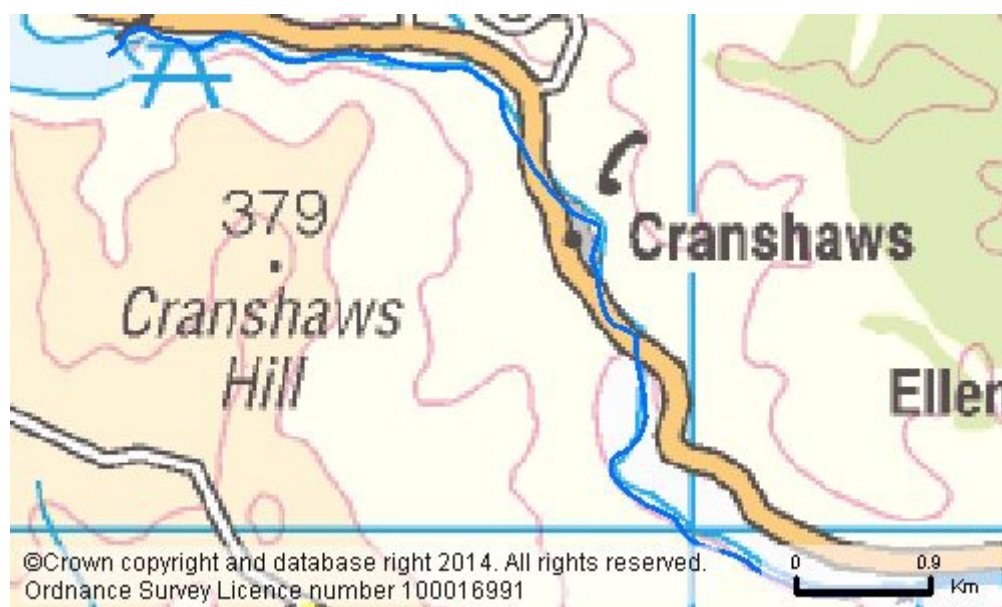 379
Cranshaws
Cranshaws
Hill
©Crown copyright and database right 2014. All rights reserved.
Ordnance Survey Licence number 100016991
0 0.9
Km